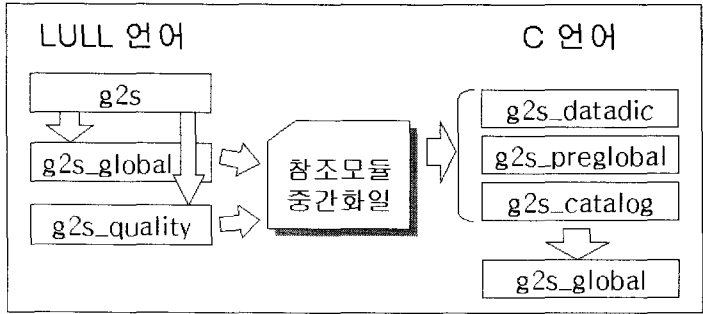 LULL 언어
C 언어
g2s
g2s_global
g2s_quality
참조모듈
중간화일
g2s_datadic
g2s_preglobal
g2s_catalog
g2s_global